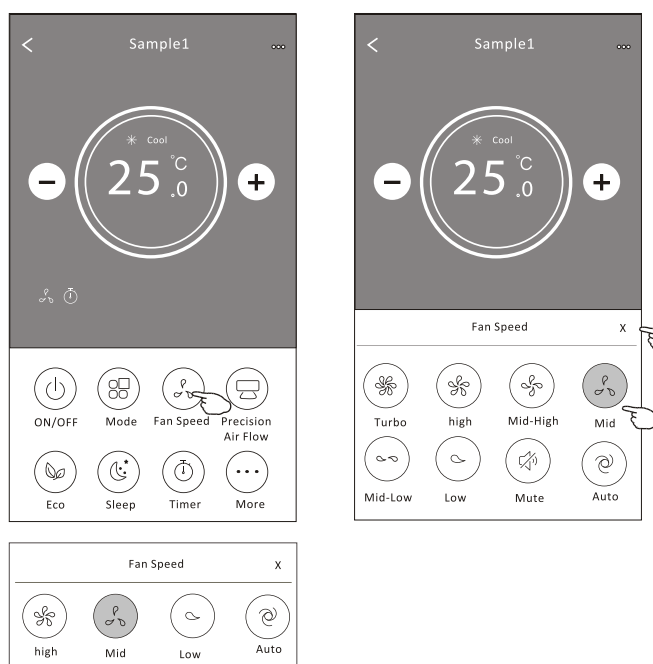 Sample1
Cool
25.0 °C
ON/OFF Mode Fan Speed Precision
Air Flow
Eco Sleep Timer More
Sample1
Cool
25.0 °C
Fan Speed X
Turbo high Mid-High Mid
Mid-Low Low Mute Auto
Fan Speed X
high Mid Low Auto